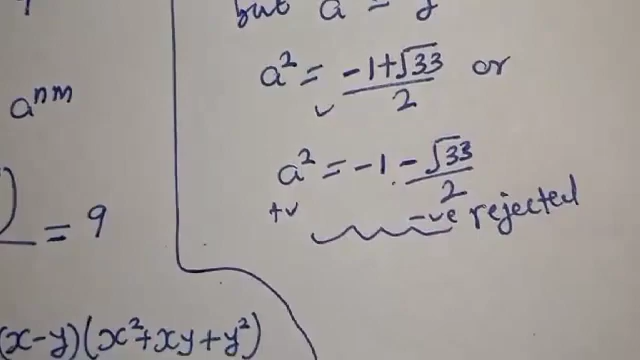 but a = y
a² = (-1+√33)/2 or
a^nm
a² = -1 - √33/2
+ve -ve rejected
= 9
(x-y)(x²+xy+y²)